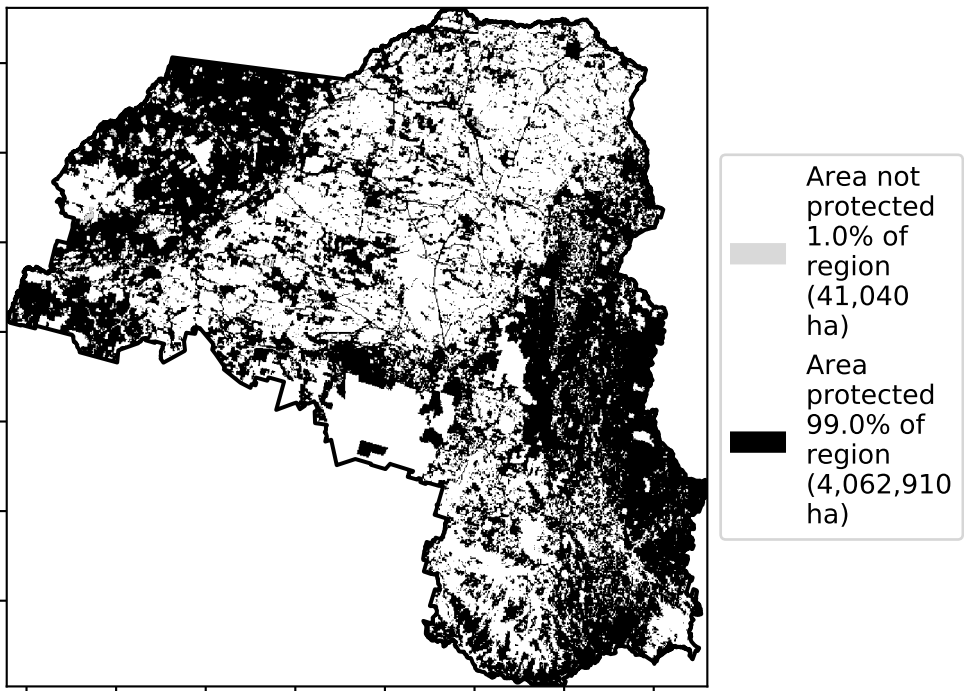 Area not
protected
1.0% of
region
(41,040
ha)
Area
protected
99.0% of
region
(4,062,910
ha)